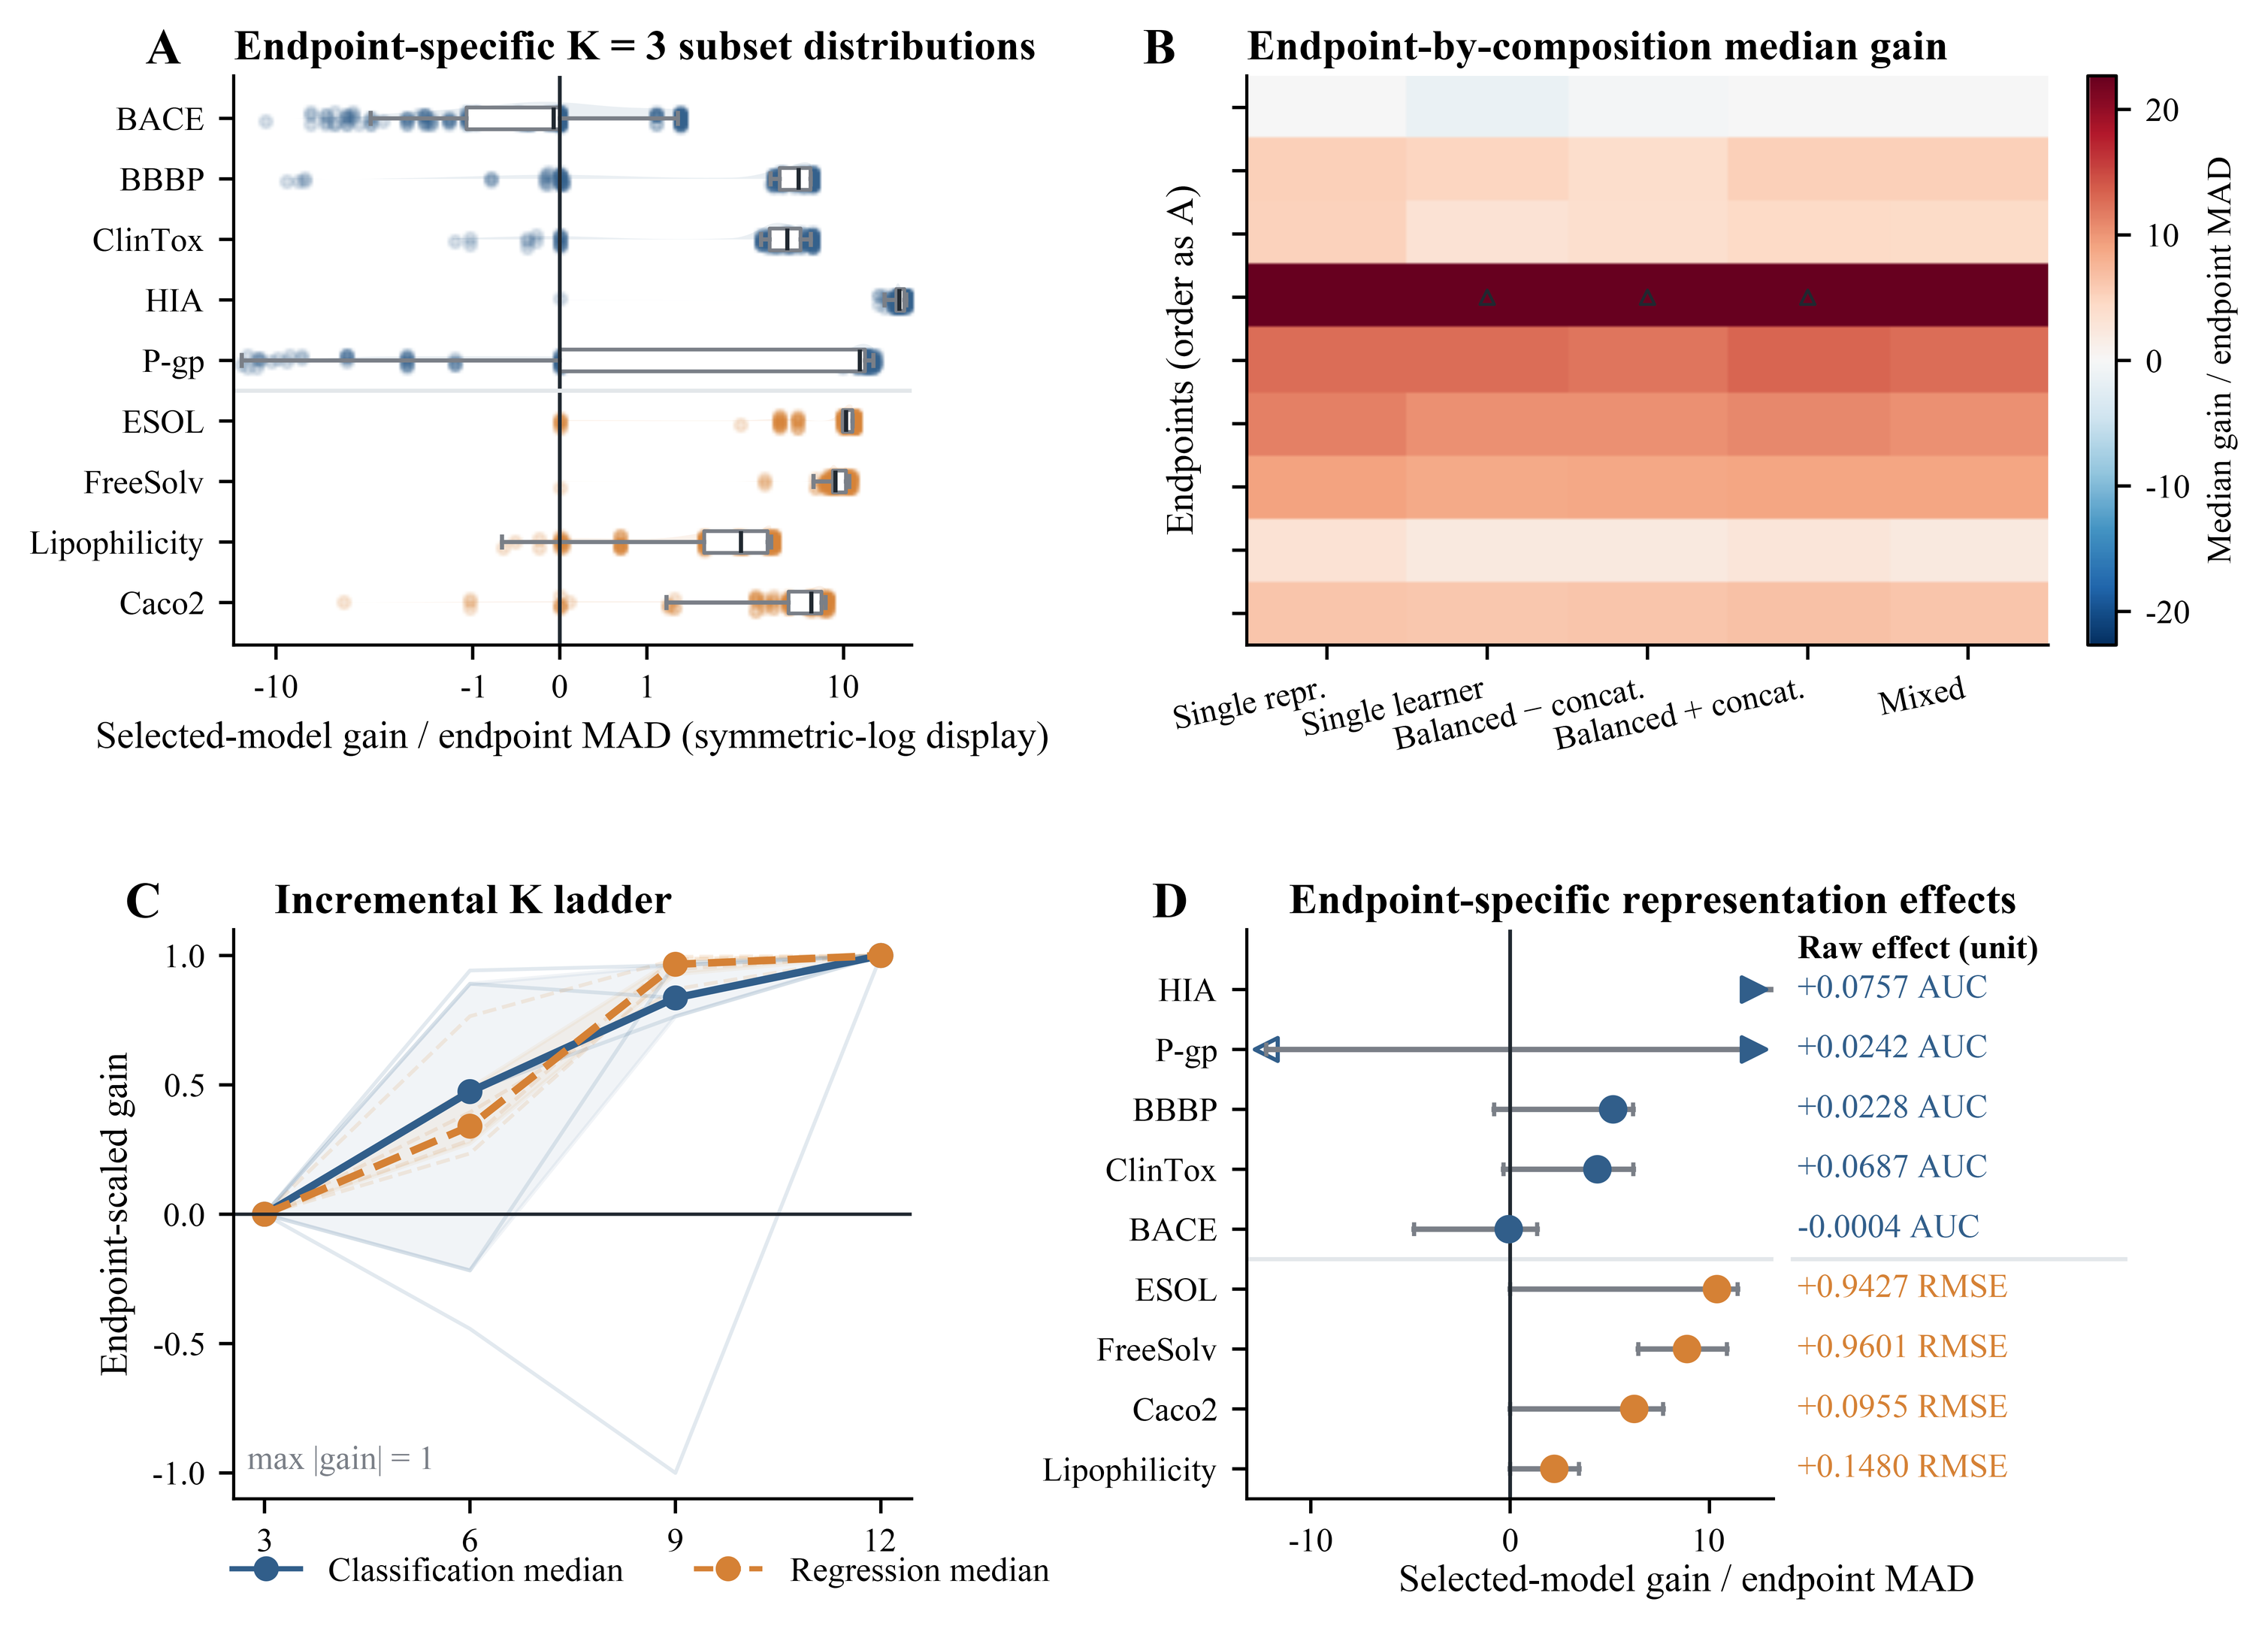 A Endpoint-specific K = 3 subset distributions
BACE
BBBP
ClinTox
HIA
P-gp
ESOL
FreeSolv
Lipophilicity
Caco2
-10 -1 0 1 10
Selected-model gain / endpoint MAD (symmetric-log display)
B Endpoint-by-composition median gain
Endpoints (order as A)
Single repr.
Single learner
Balanced − concat.
Balanced + concat.
Mixed
20
10
0
-10
-20
Median gain / endpoint MAD
C Incremental K ladder
Endpoint-scaled gain
1.0
0.5
0.0
-0.5
-1.0
max |gain| = 1
3 6 9 12
Classification median Regression median
D Endpoint-specific representation effects
Raw effect (unit)
HIA +0.0757 AUC
P-gp +0.0242 AUC
BBBP +0.0228 AUC
ClinTox +0.0687 AUC
BACE -0.0004 AUC
ESOL +0.9427 RMSE
FreeSolv +0.9601 RMSE
Caco2 +0.0955 RMSE
Lipophilicity +0.1480 RMSE
-10 0 10
Selected-model gain / endpoint MAD